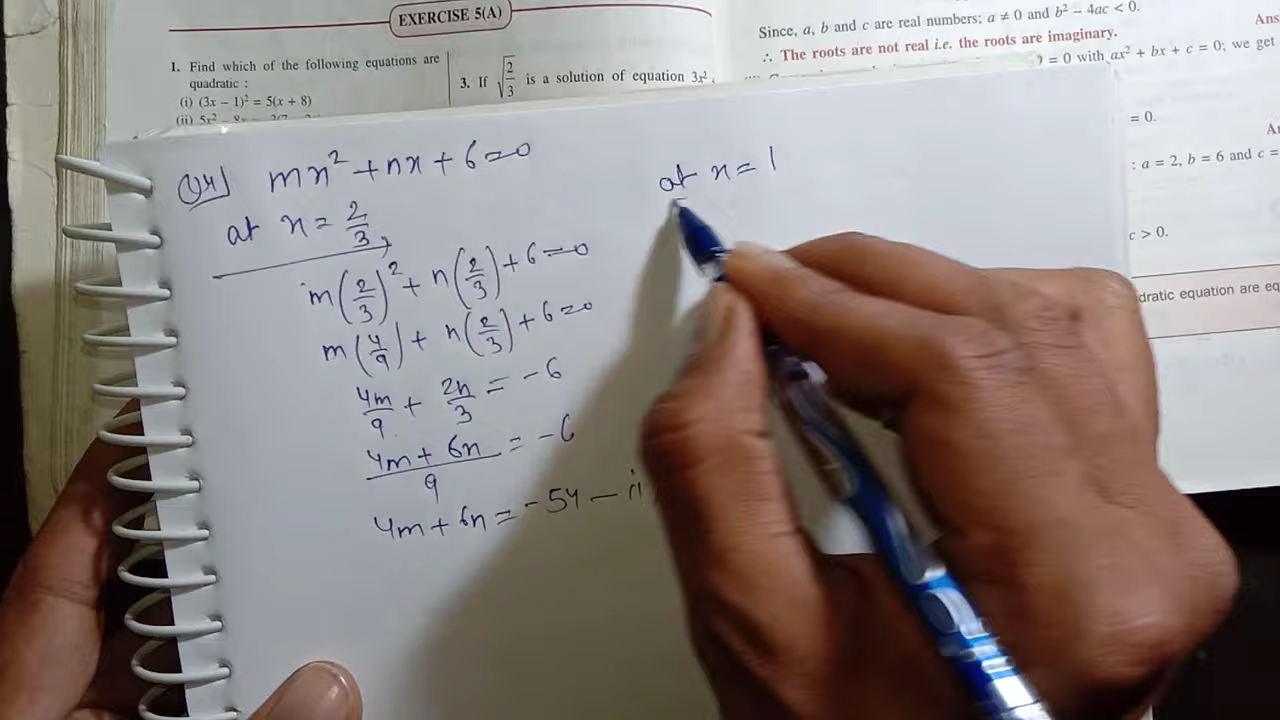 EXERCISE 5(A)
1. Find which of the following equations are
quadratic :
(i) (3x − 1)² = 5(x + 8)
3. If √(2/3) is a solution of equation 3x²
Since, a, b and c are real numbers; a ≠ 0 and b² − 4ac < 0.
Ans
∴ The roots are not real i.e. the roots are imaginary.
= 0 with ax² + bx + c = 0; we get
= 0.
: a = 2, b = 6 and c =
c > 0.
dratic equation are eq
Q4] mx² + nx + 6 = 0
at x = 2/3,
m(2/3)² + n(2/3) + 6 = 0
m(4/9) + n(2/3) + 6 = 0
4m/9 + 2n/3 = -6
4m + 6n/9 = -6
4m + 6n = -54 — (i
at x = 1